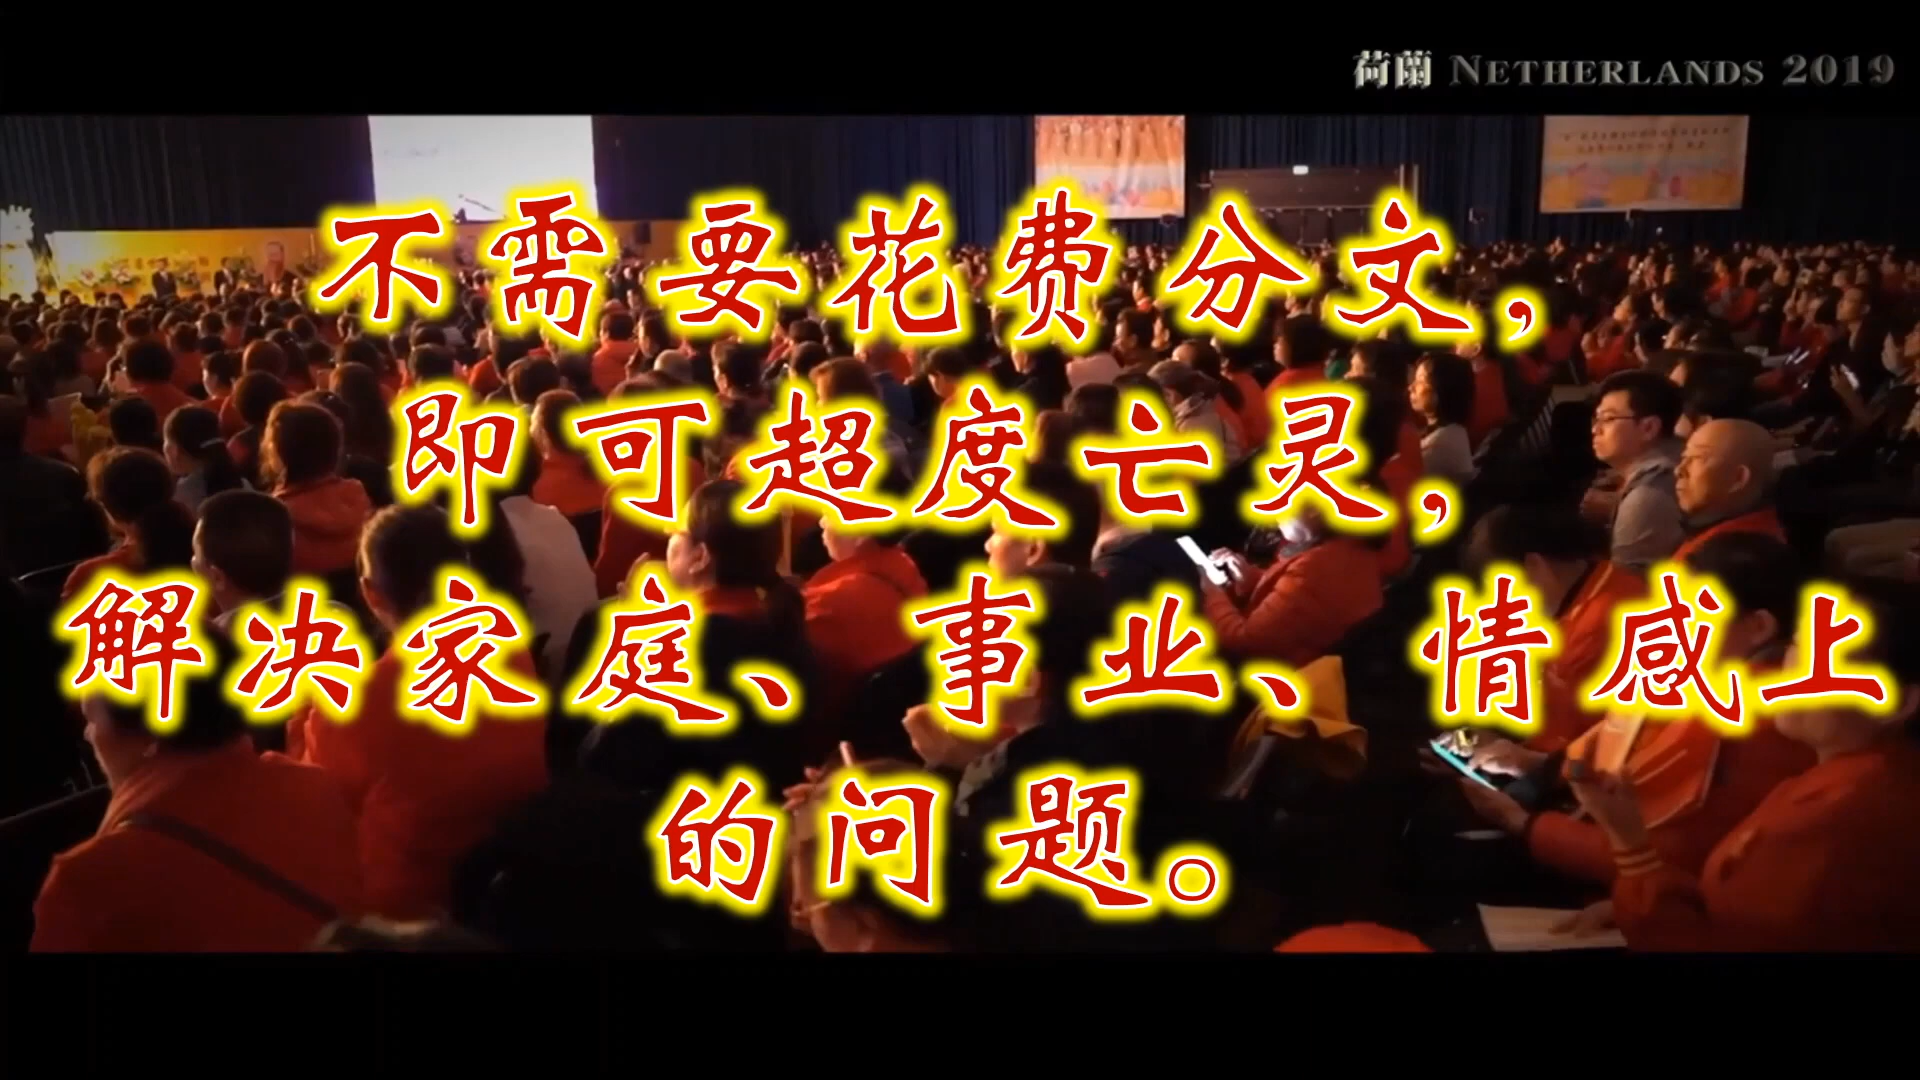 荷蘭 NETHERLANDS 2019
不需要花费分文，
即可超度亡灵，
解决家庭、事业、情感上
的问题。